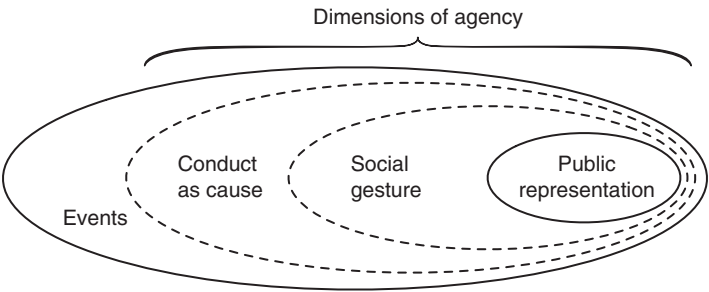 Dimensions of agency
Conduct
as cause
Social
gesture
Public
representation
Events